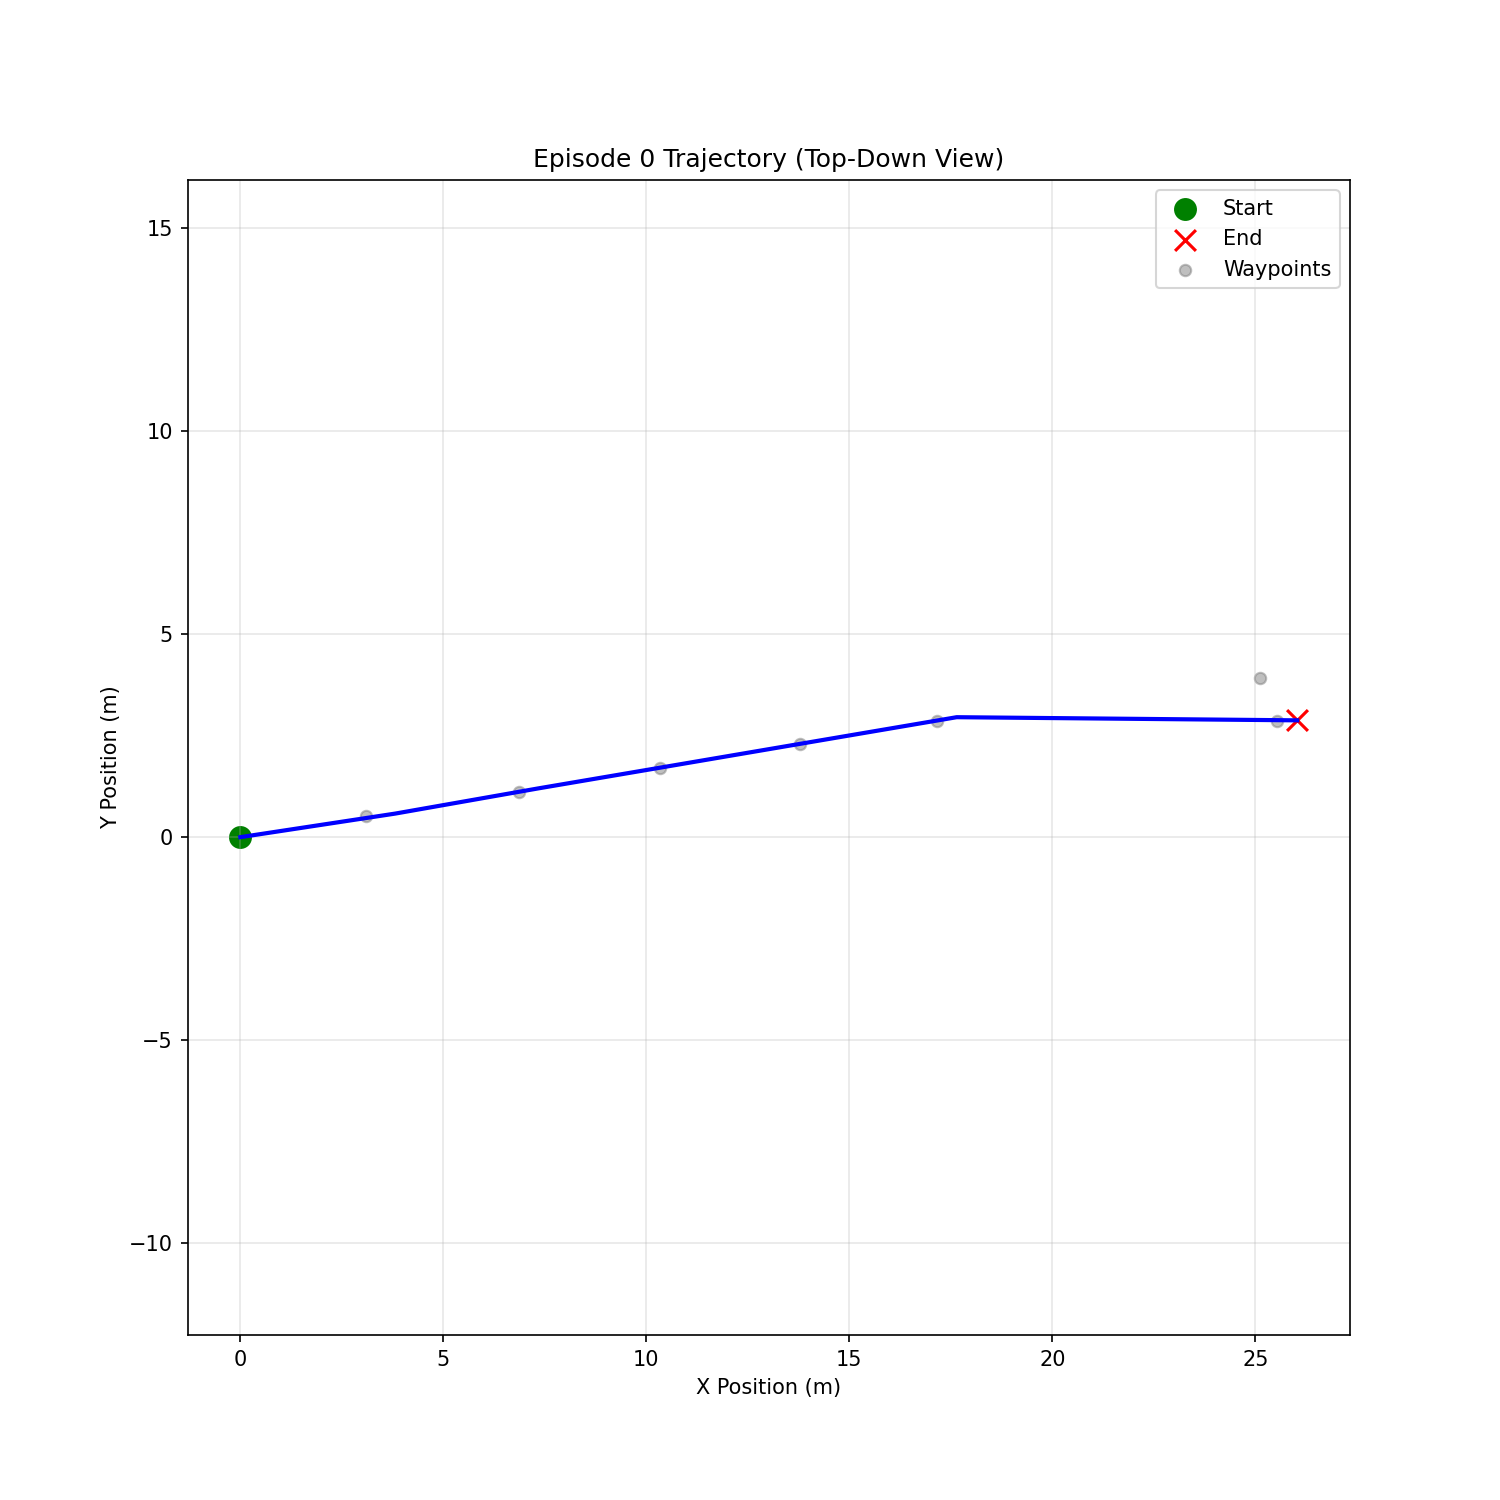 Episode 0 Trajectory (Top-Down View)
Start
End
Waypoints
15
10
5
0
−5
−10
Y Position (m)
0 5 10 15 20 25
X Position (m)